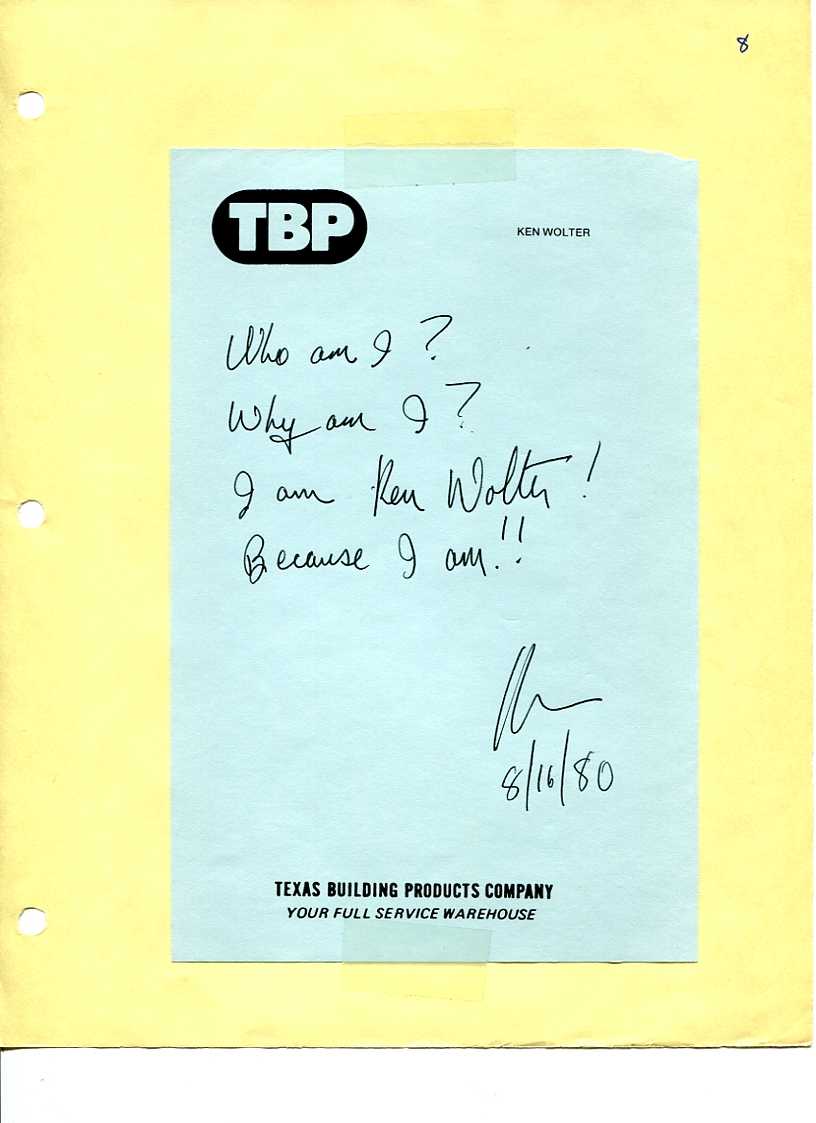 8
TBP
KEN WOLTER
Who am I?
Why am I?
I am Ken Wolter!
Because I am!!
Ken
8/16/80
TEXAS BUILDING PRODUCTS COMPANY
YOUR FULL SERVICE WAREHOUSE